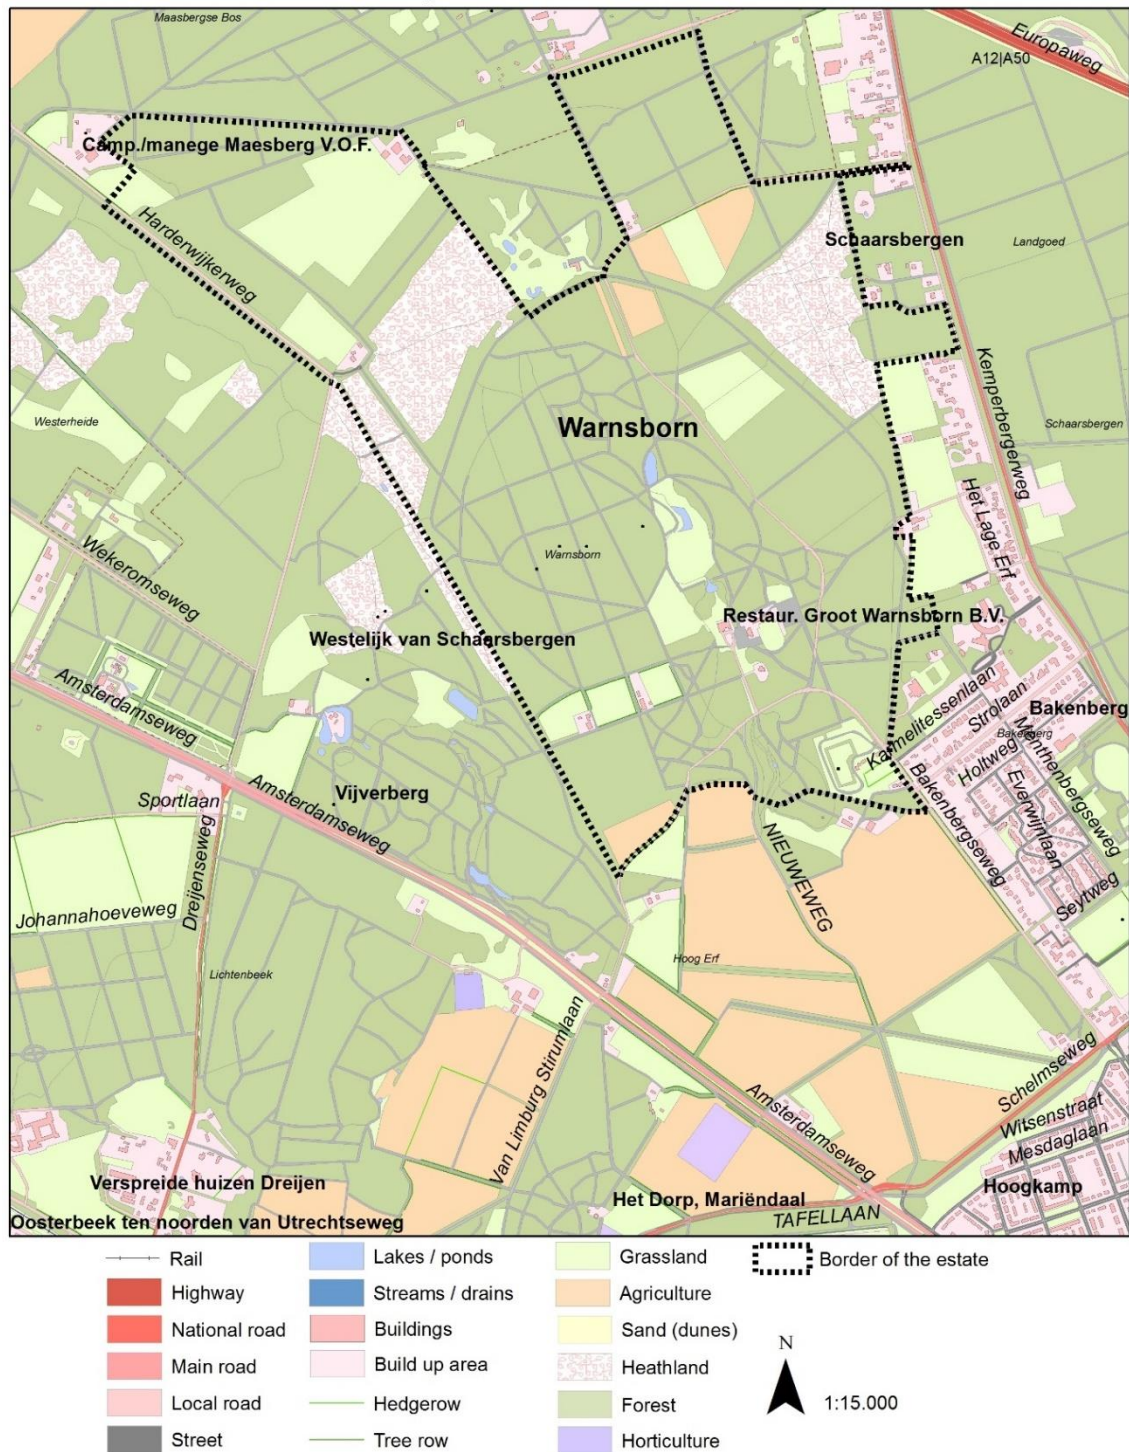 Maasbergse Bos
Europaweg
A12|A50
Camp./manege Maesberg V.O.F.
Harderwijkerweg
Schaarsbergen
Landgoed
Kemperbergerweg
Westerheide
Warnsborn
Schaarsbergen
Het Lage Erf
Wekeromseweg
Warnsborn
Westelijk van Schaarsbergen
Restaur. Groot Warnsborn B.V.
Amsterdamseweg
Karmelitessenlaan
Strolaan
Bakenberg
Bakenberg
Holtweg
Monthenbergseweg
Everwijnlaan
Sportlaan
Vijverberg
Amsterdamseweg
Bakenbergseweg
NIEUWEWEG
Dreijenseweg
Seytweg
Johannahoeveweg
Lichtenbeek
Hoog Erf
Van Limburg Stirumlaan
Schelmseweg
Amsterdamseweg
Witsenstraat
Mesdaglaan
Verspreide huizen Dreijen
Het Dorp, Mariëndaal
Hoogkamp
Oosterbeek ten noorden van Utrechtseweg
TAFELLAAN
Rail
Highway
National road
Main road
Local road
Street
Lakes / ponds
Streams / drains
Buildings
Build up area
Hedgerow
Tree row
Grassland
Agriculture
Sand (dunes)
Heathland
Forest
Horticulture
Border of the estate
N
1:15.000